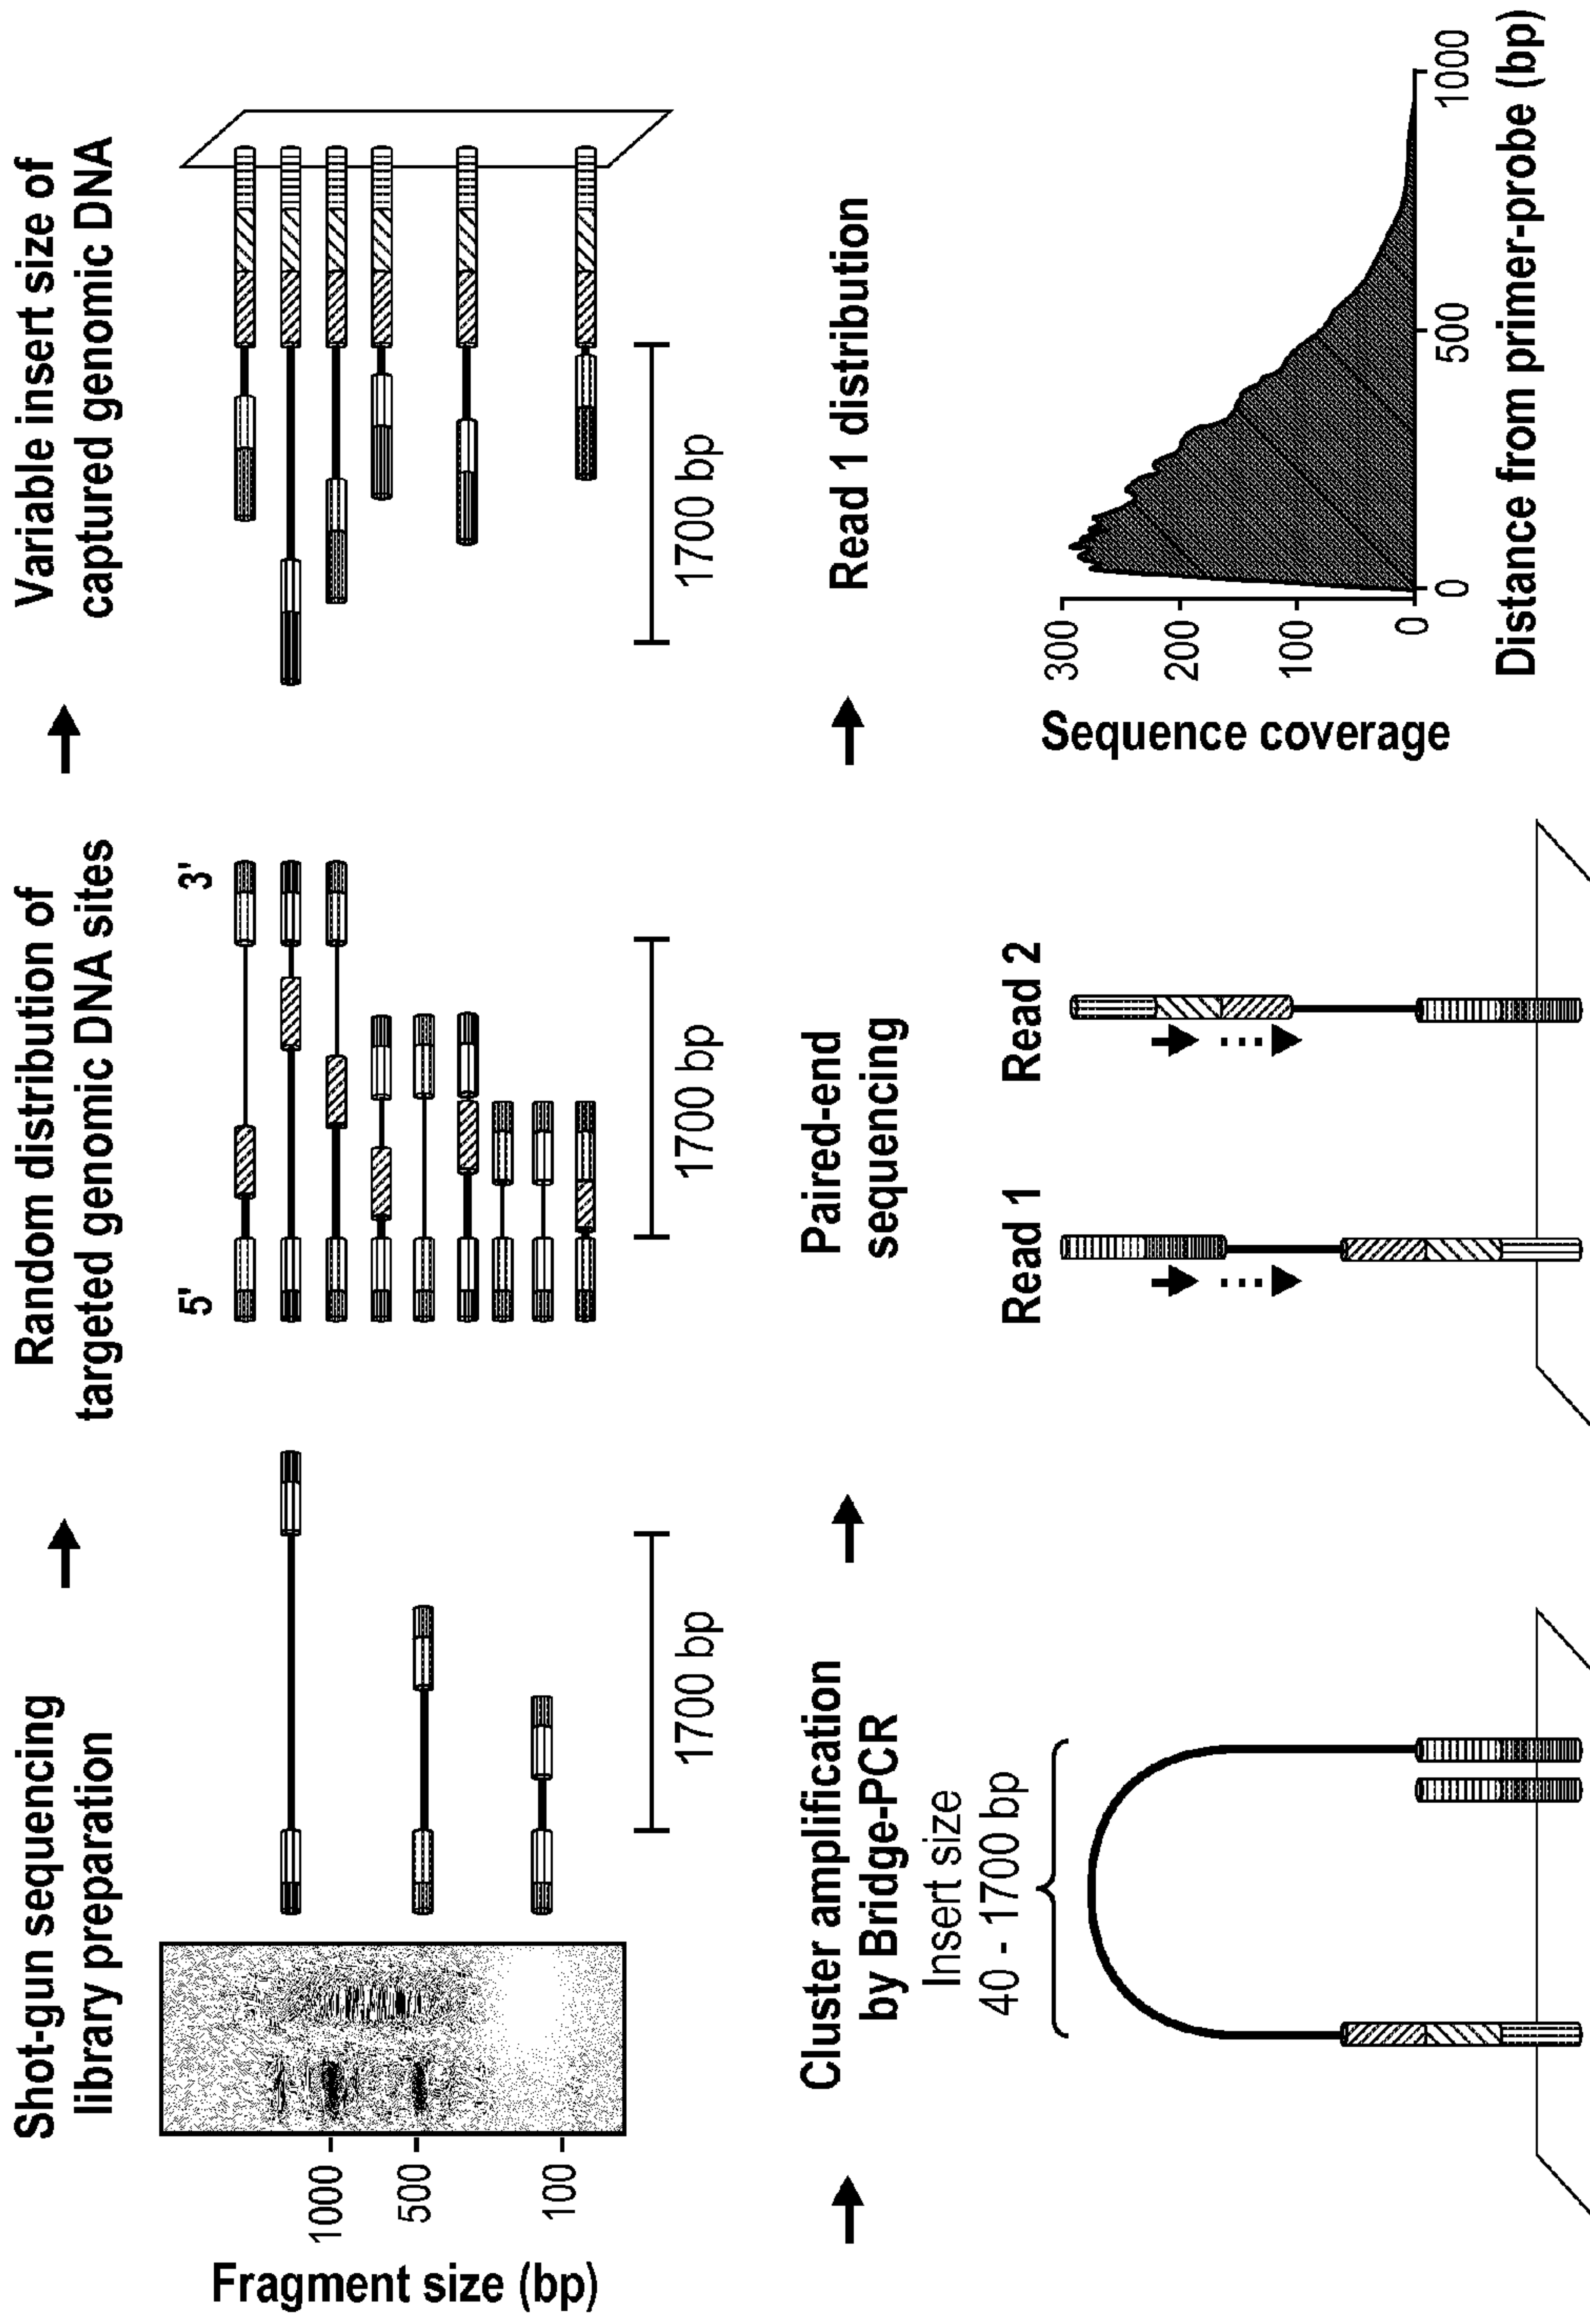 Shot-gun sequencing
library preparation
Fragment size (bp)
1000
500
100
1700 bp
Random distribution of
targeted genomic DNA sites
5'
3'
1700 bp
Variable insert size of
captured genomic DNA
1700 bp
Cluster amplification
by Bridge-PCR
Insert size
40 - 1700 bp
Paired-end
sequencing
Read 1
Read 2
Read 1 distribution
Sequence coverage
300
200
100
0
0
500
1000
Distance from primer-probe (bp)